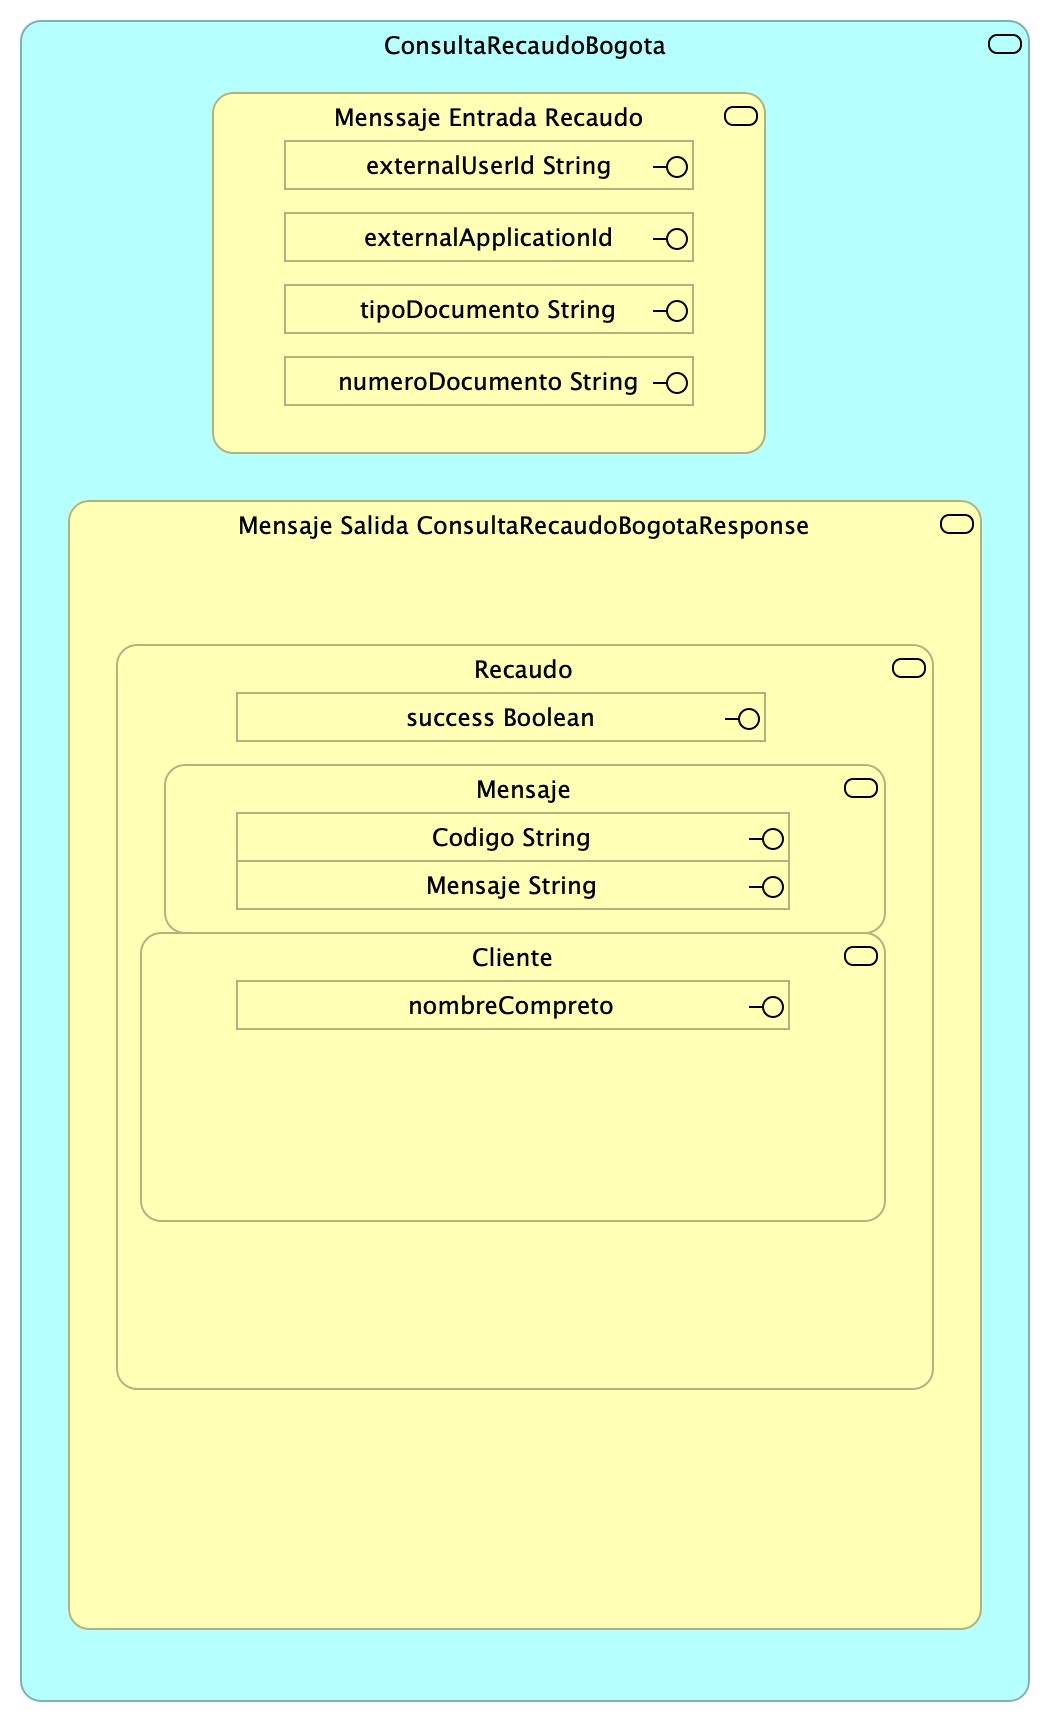 ConsultaRecaudoBogota
Menssaje Entrada Recaudo
externalUserId String
externalApplicationId
tipoDocumento String
numeroDocumento String
Mensaje Salida ConsultaRecaudoBogotaResponse
Recaudo
success Boolean
Mensaje
Codigo String
Mensaje String
Cliente
nombreCompreto